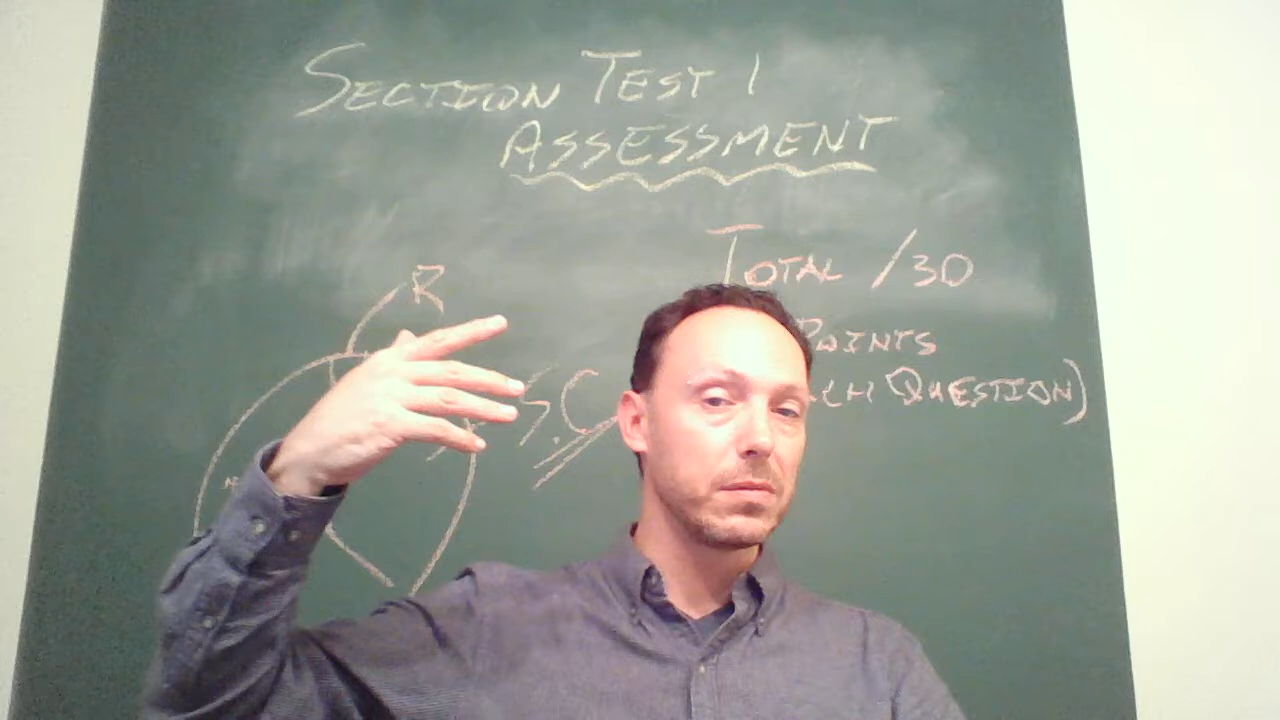 SECTION TEST 1
ASSESSMENT
TOTAL /30
R
POINTS
S.C
QUESTION)